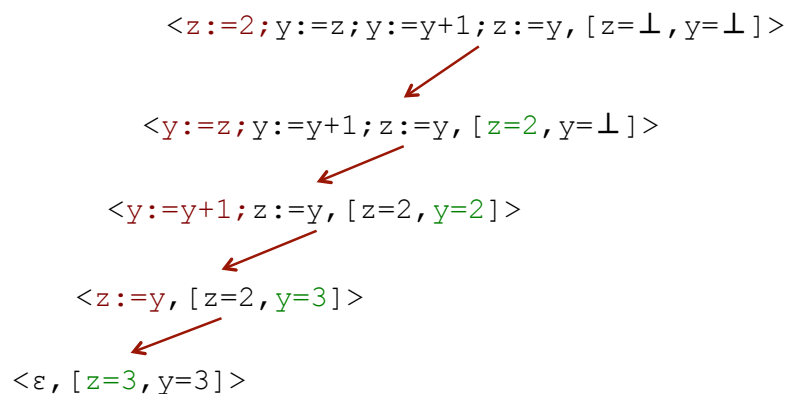 <z:=2;y:=z;y:=y+1;z:=y,[z=⊥,y=⊥]>
<y:=z;y:=y+1;z:=y,[z=2,y=⊥]>
<y:=y+1;z:=y,[z=2,y=2]>
<z:=y,[z=2,y=3]>
<ε,[z=3,y=3]>